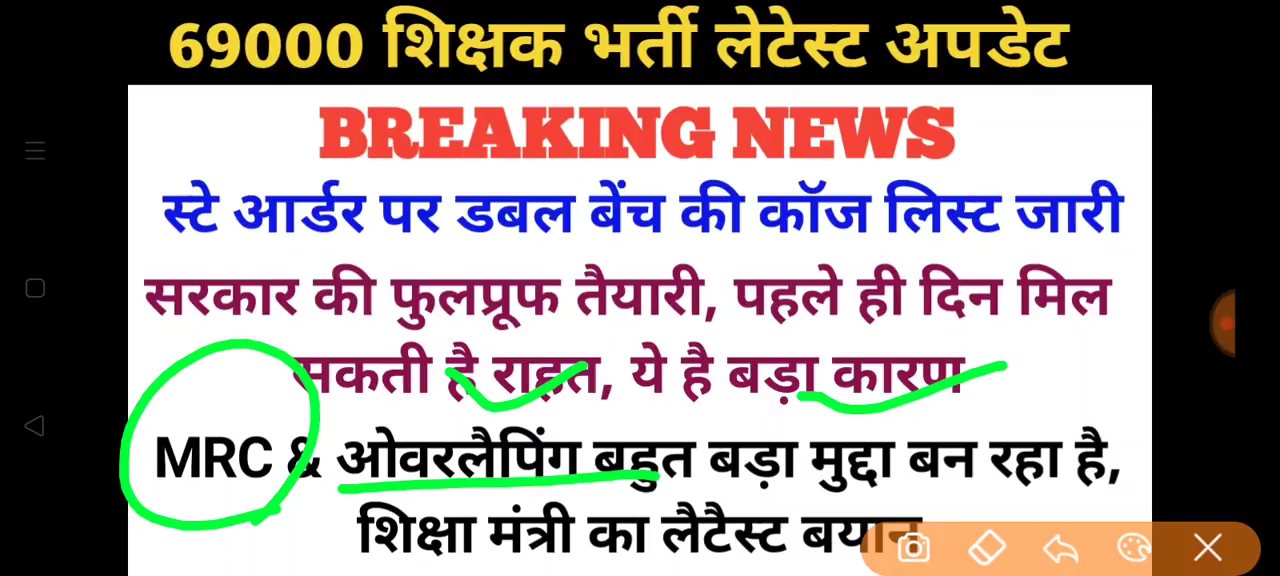 69000 शिक्षक भर्ती लेटेस्ट अपडेट
BREAKING NEWS
स्टे आर्डर पर डबल बेंच की कॉज लिस्ट जारी
सरकार की फुलप्रूफ तैयारी, पहले ही दिन मिल
सकती है राहत, ये है बड़ा कारण
MRC & ओवरलैपिंग बहुत बड़ा मुद्दा बन रहा है,
शिक्षा मंत्री का लैटैस्ट बयान